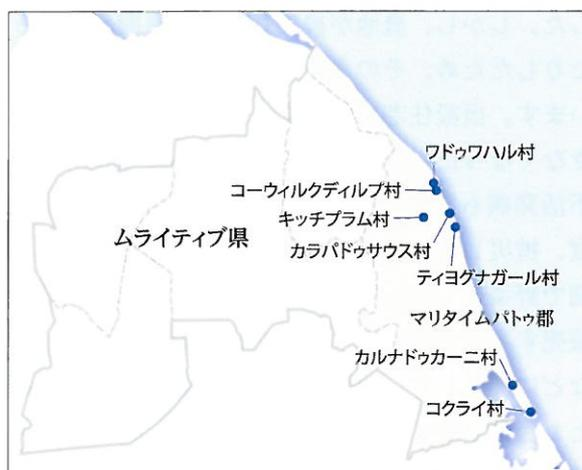 ワドゥワハル村
コーウィルクディルプ村
キッチプラム村
ムライティブ県
カラパドゥサウス村
ティヨグナガール村
マリタイムパトゥ郡
カルナドゥカーニ村
コクライ村